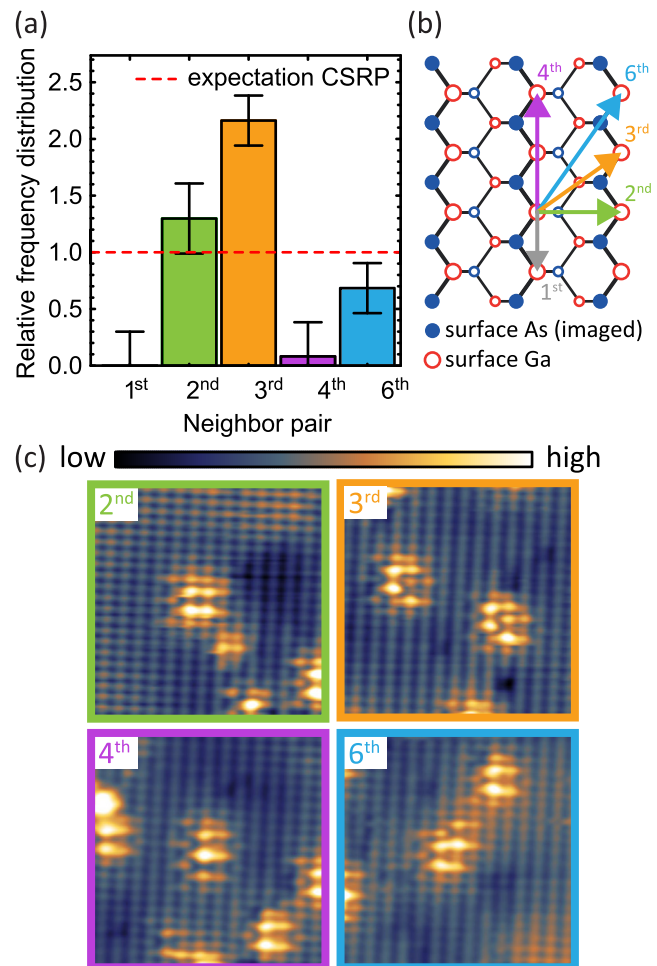 (a)
2.5
2.0
1.5
1.0
0.5
0.0
Relative frequency distribution
expectation CSRP
1st
2nd
3rd
4th
6th
Neighbor pair
(b)
4th
6th
3rd
2nd
1st
surface As (imaged)
surface Ga
(c)
low
high
2nd
3rd
4th
6th